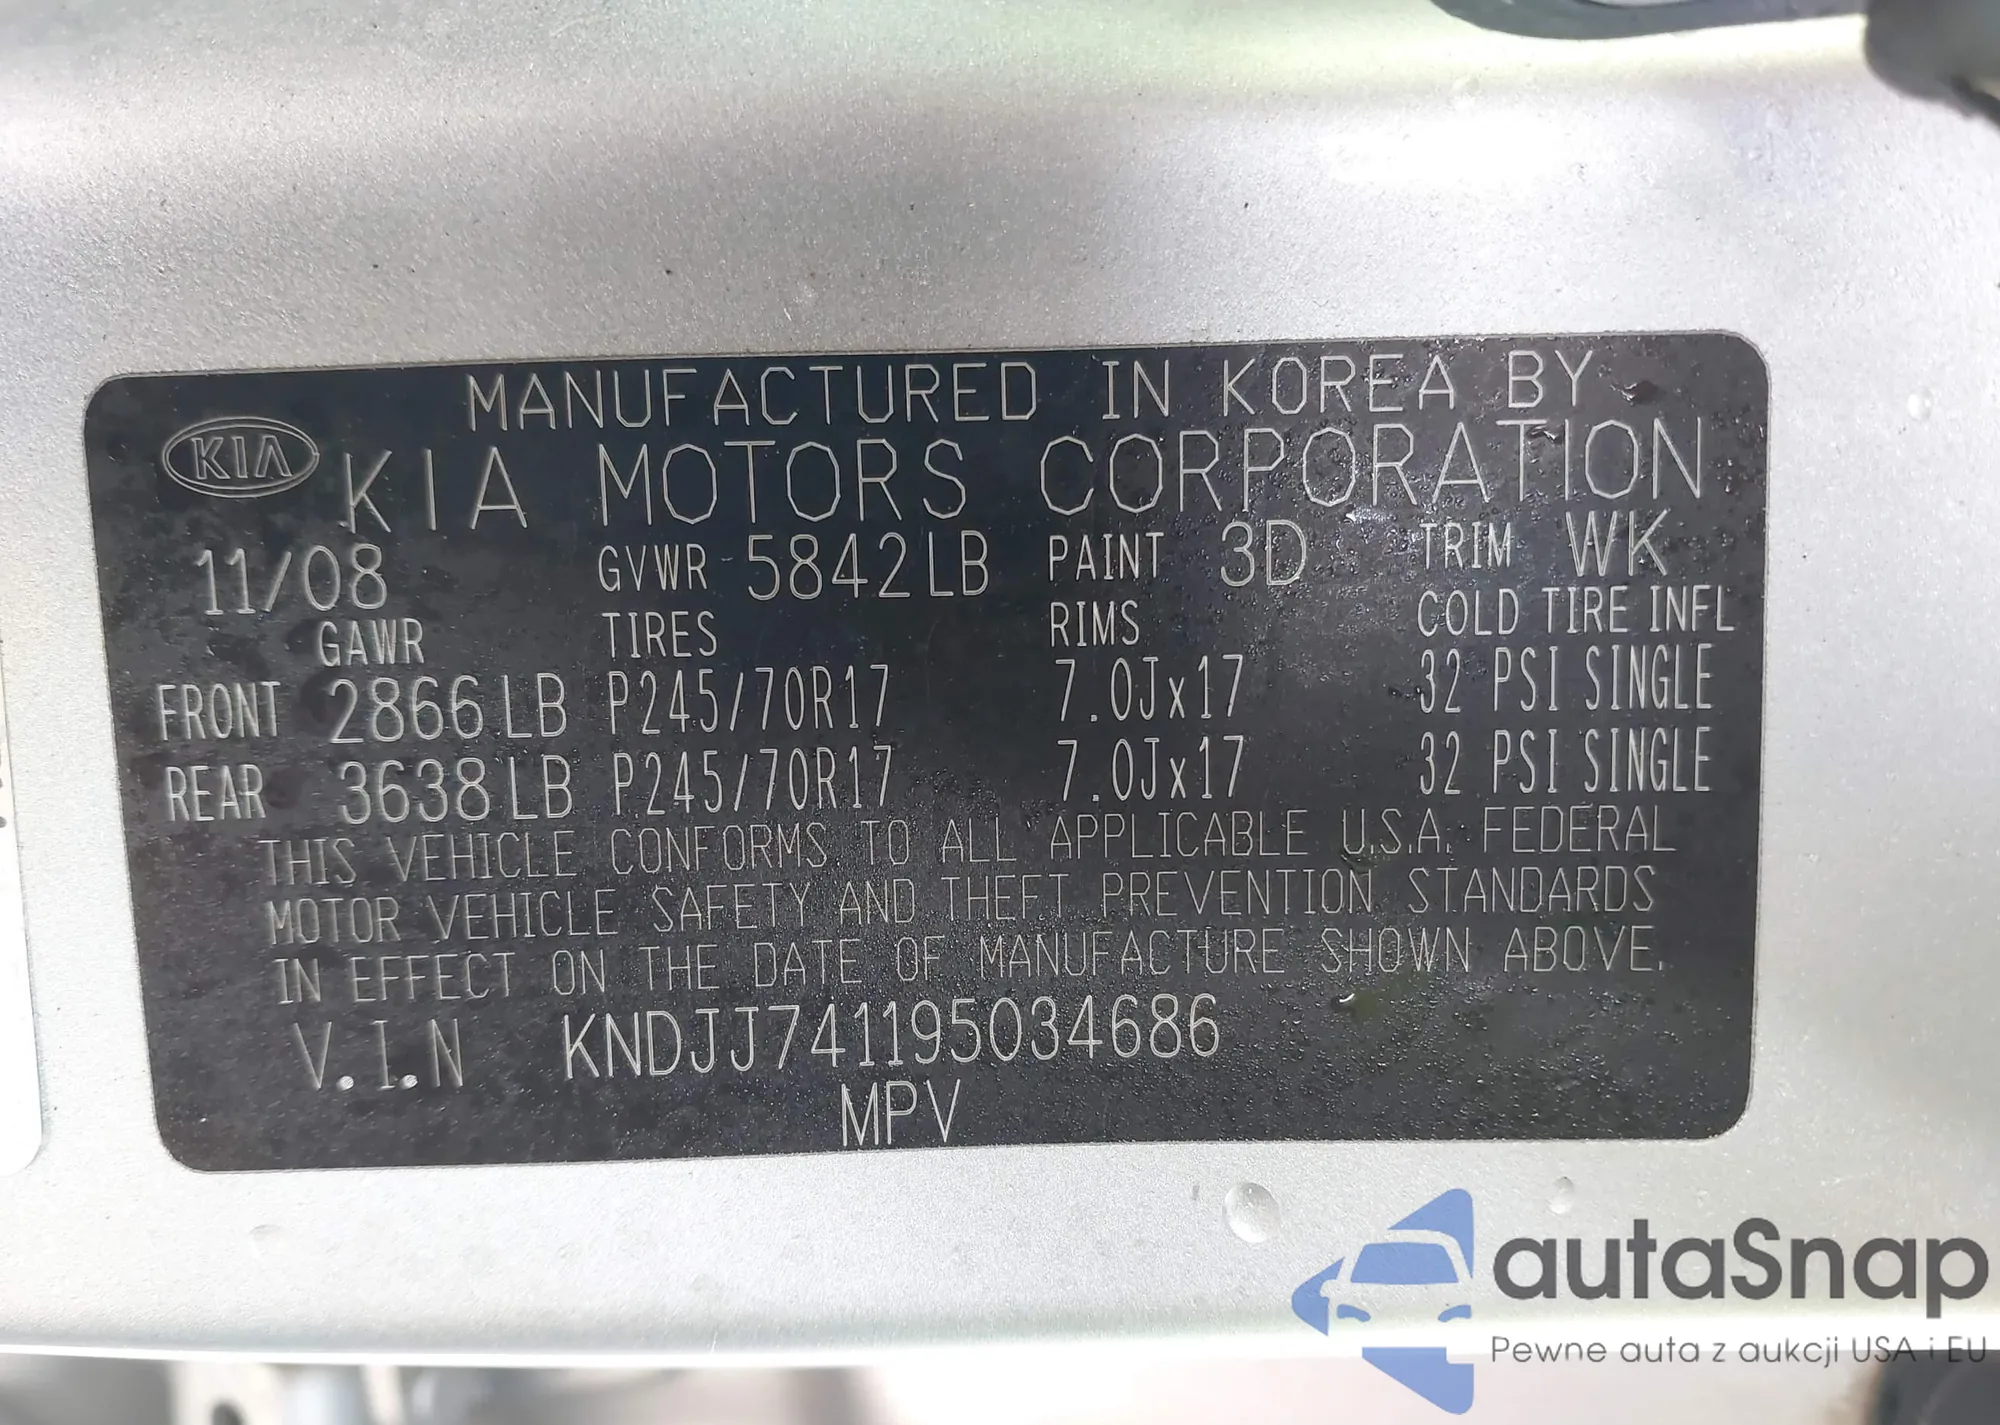 MANUFACTURED IN KOREA BY
KIA KIA MOTORS CORPORATION
11/08 GVWR 5842LB PAINT 3D TRIM WK
GAWR TIRES RIMS COLD TIRE INFL
FRONT 2866LB P245/70R17 7.0Jx17 32 PSI SINGLE
REAR 3638LB P245/70R17 7.0Jx17 32 PSI SINGLE
THIS VEHICLE CONFORMS TO ALL APPLICABLE U.S.A. FEDERAL
MOTOR VEHICLE SAFETY AND THEFT PREVENTION STANDARDS
IN EFFECT ON THE DATE OF MANUFACTURE SHOWN ABOVE.
V.I.N KNDJJ741195034686
MPV
autaSnap
Pewne auta z aukcji USA i EU